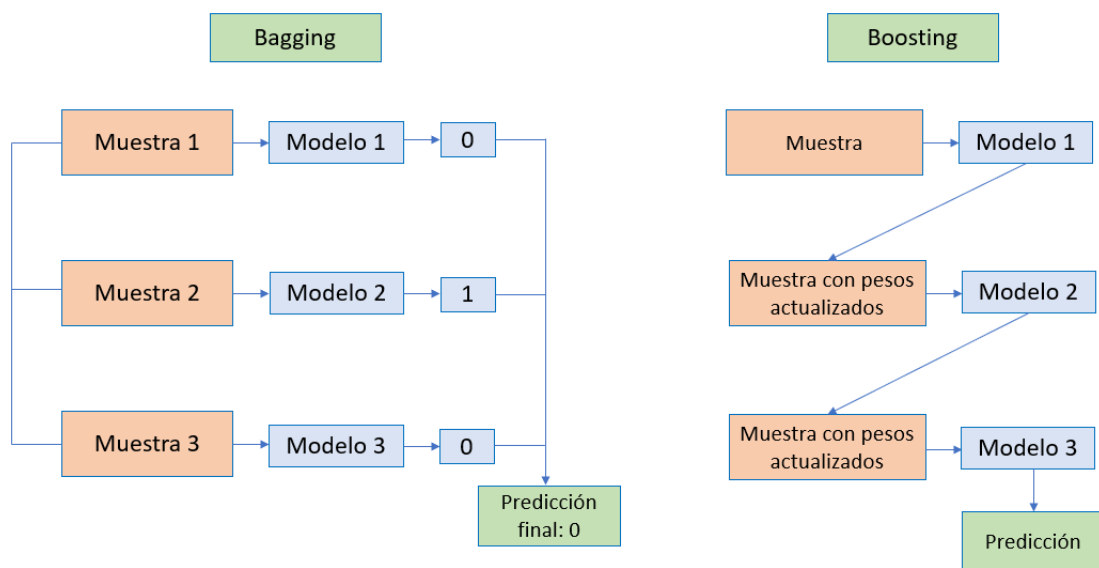 Bagging
Muestra 1
Modelo 1
0
Muestra 2
Modelo 2
1
Muestra 3
Modelo 3
0
Predicción
final: 0
Boosting
Muestra
Modelo 1
Muestra con pesos
actualizados
Modelo 2
Muestra con pesos
actualizados
Modelo 3
Predicción